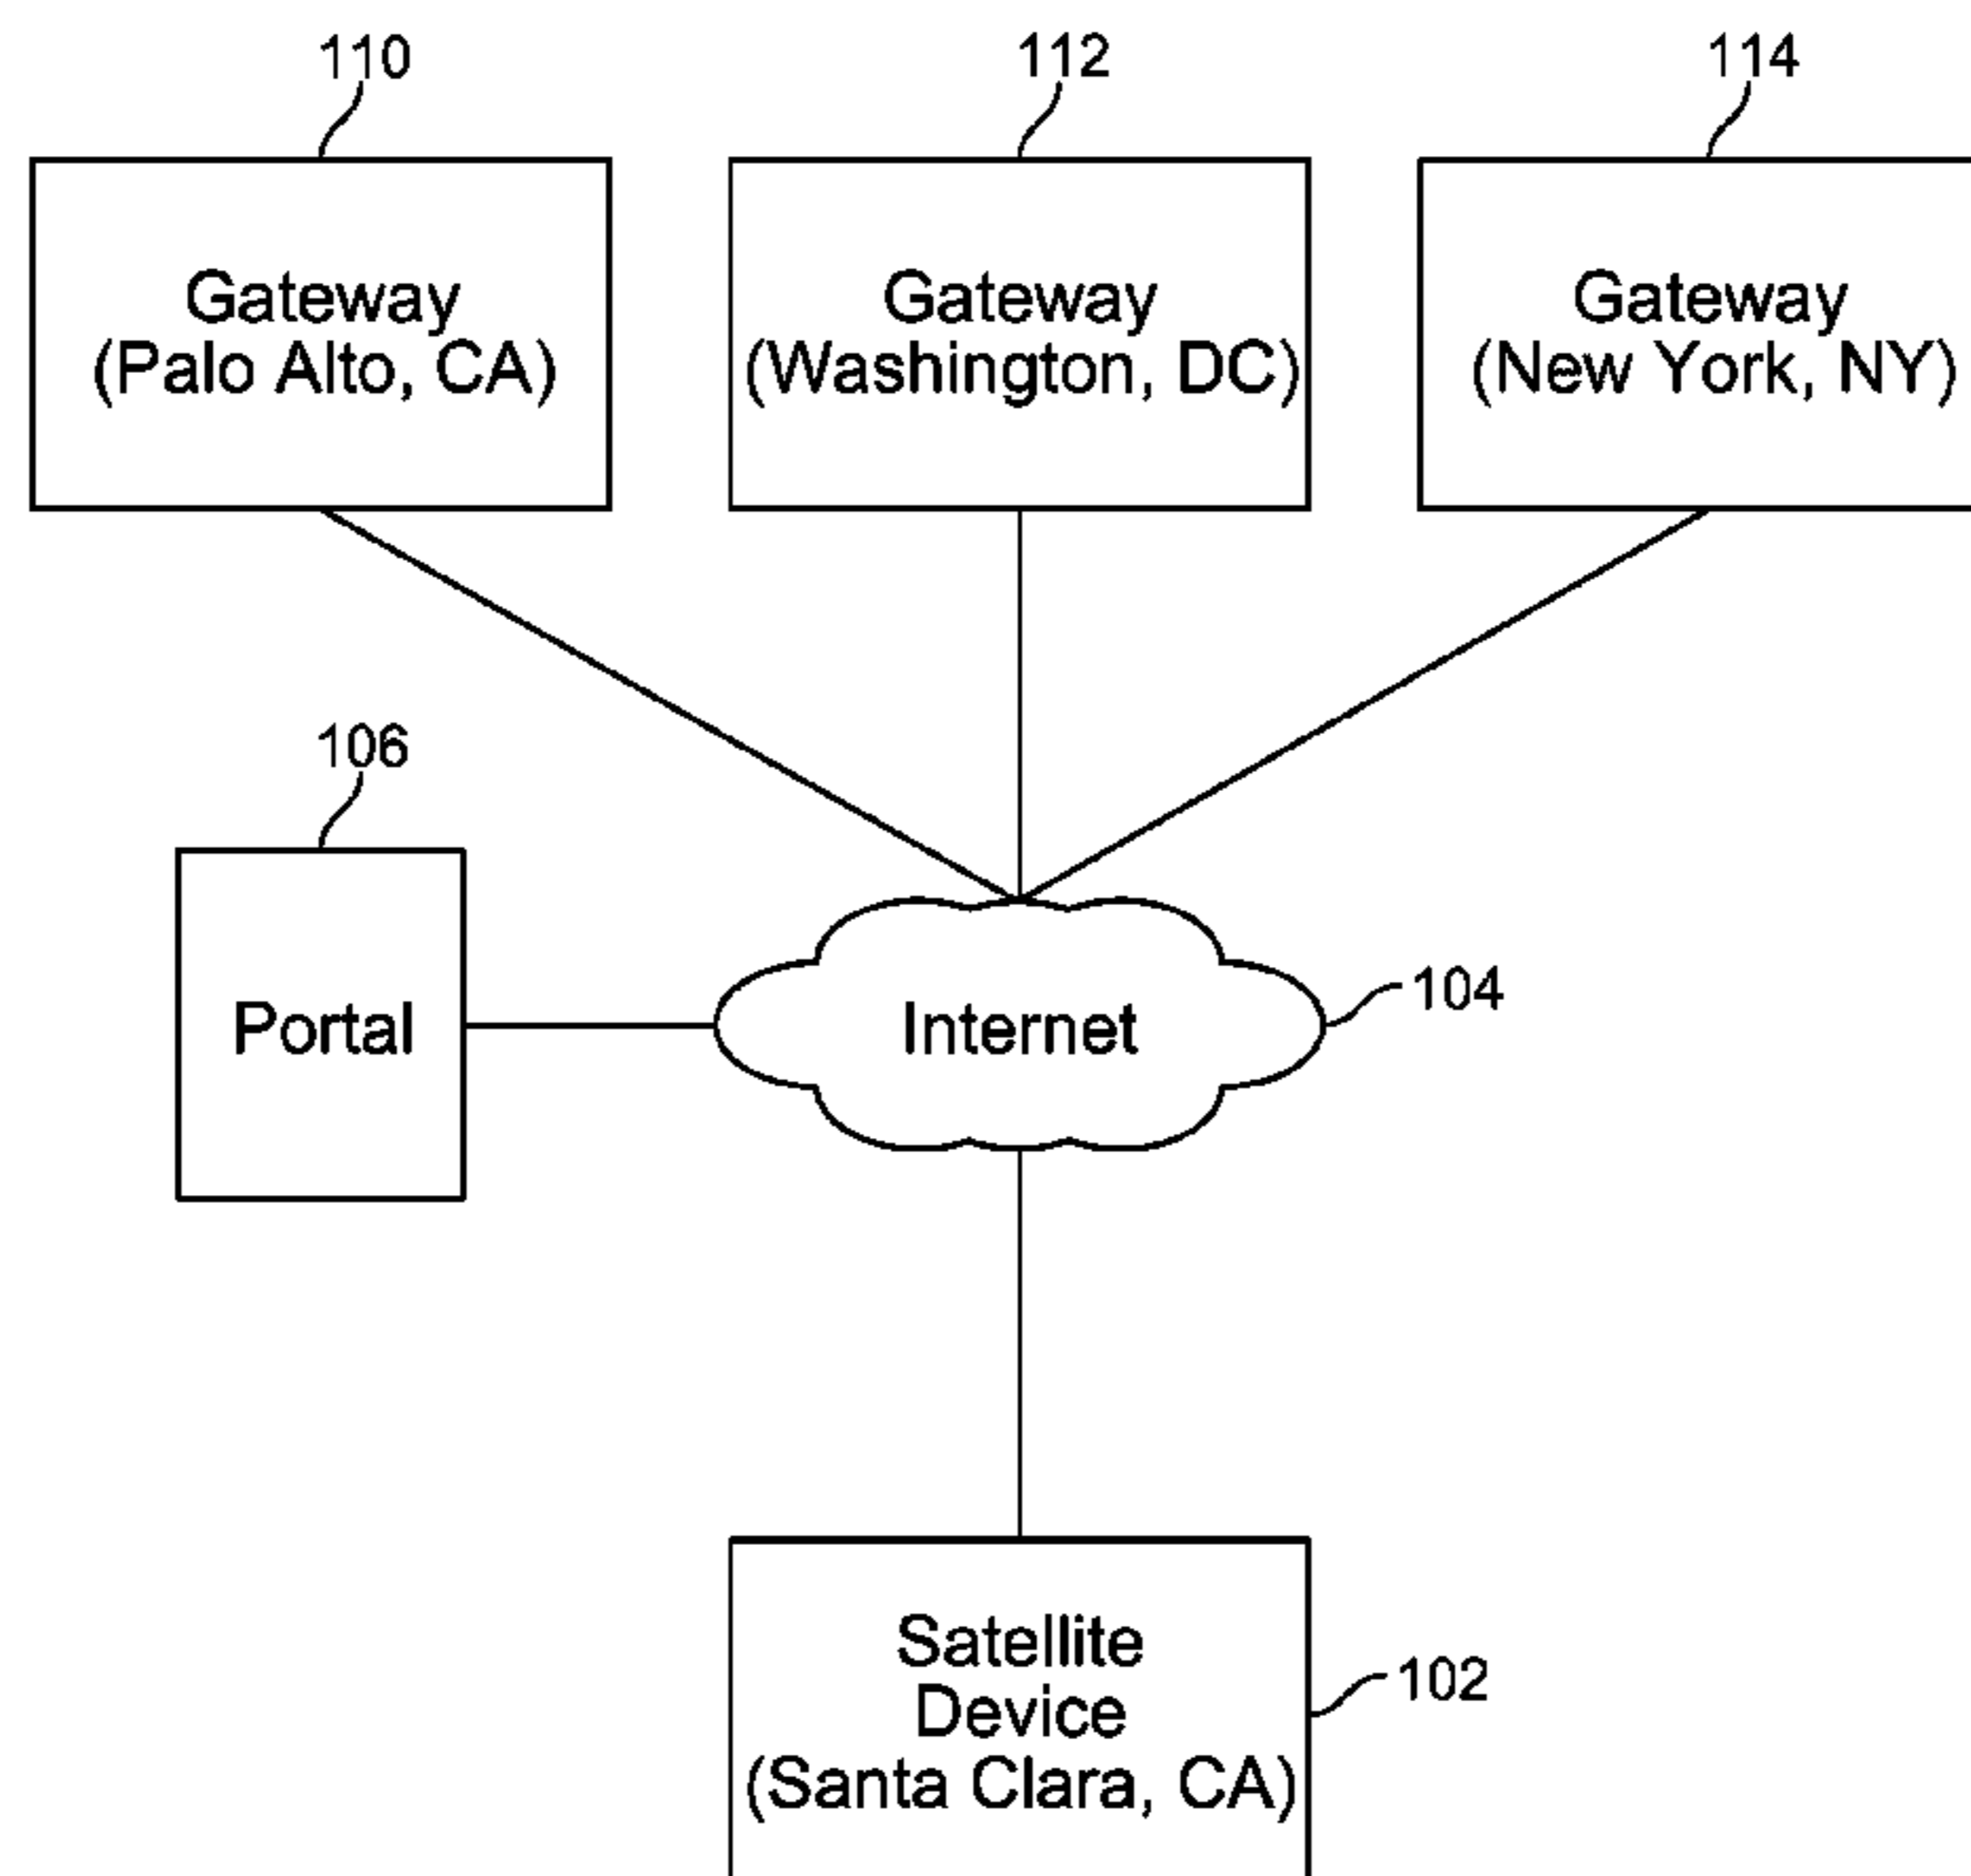 110
112
114
Gateway
(Palo Alto, CA)
Gateway
(Washington, DC)
Gateway
(New York, NY)
106
Portal
Internet
104
Satellite
Device
(Santa Clara, CA)
102